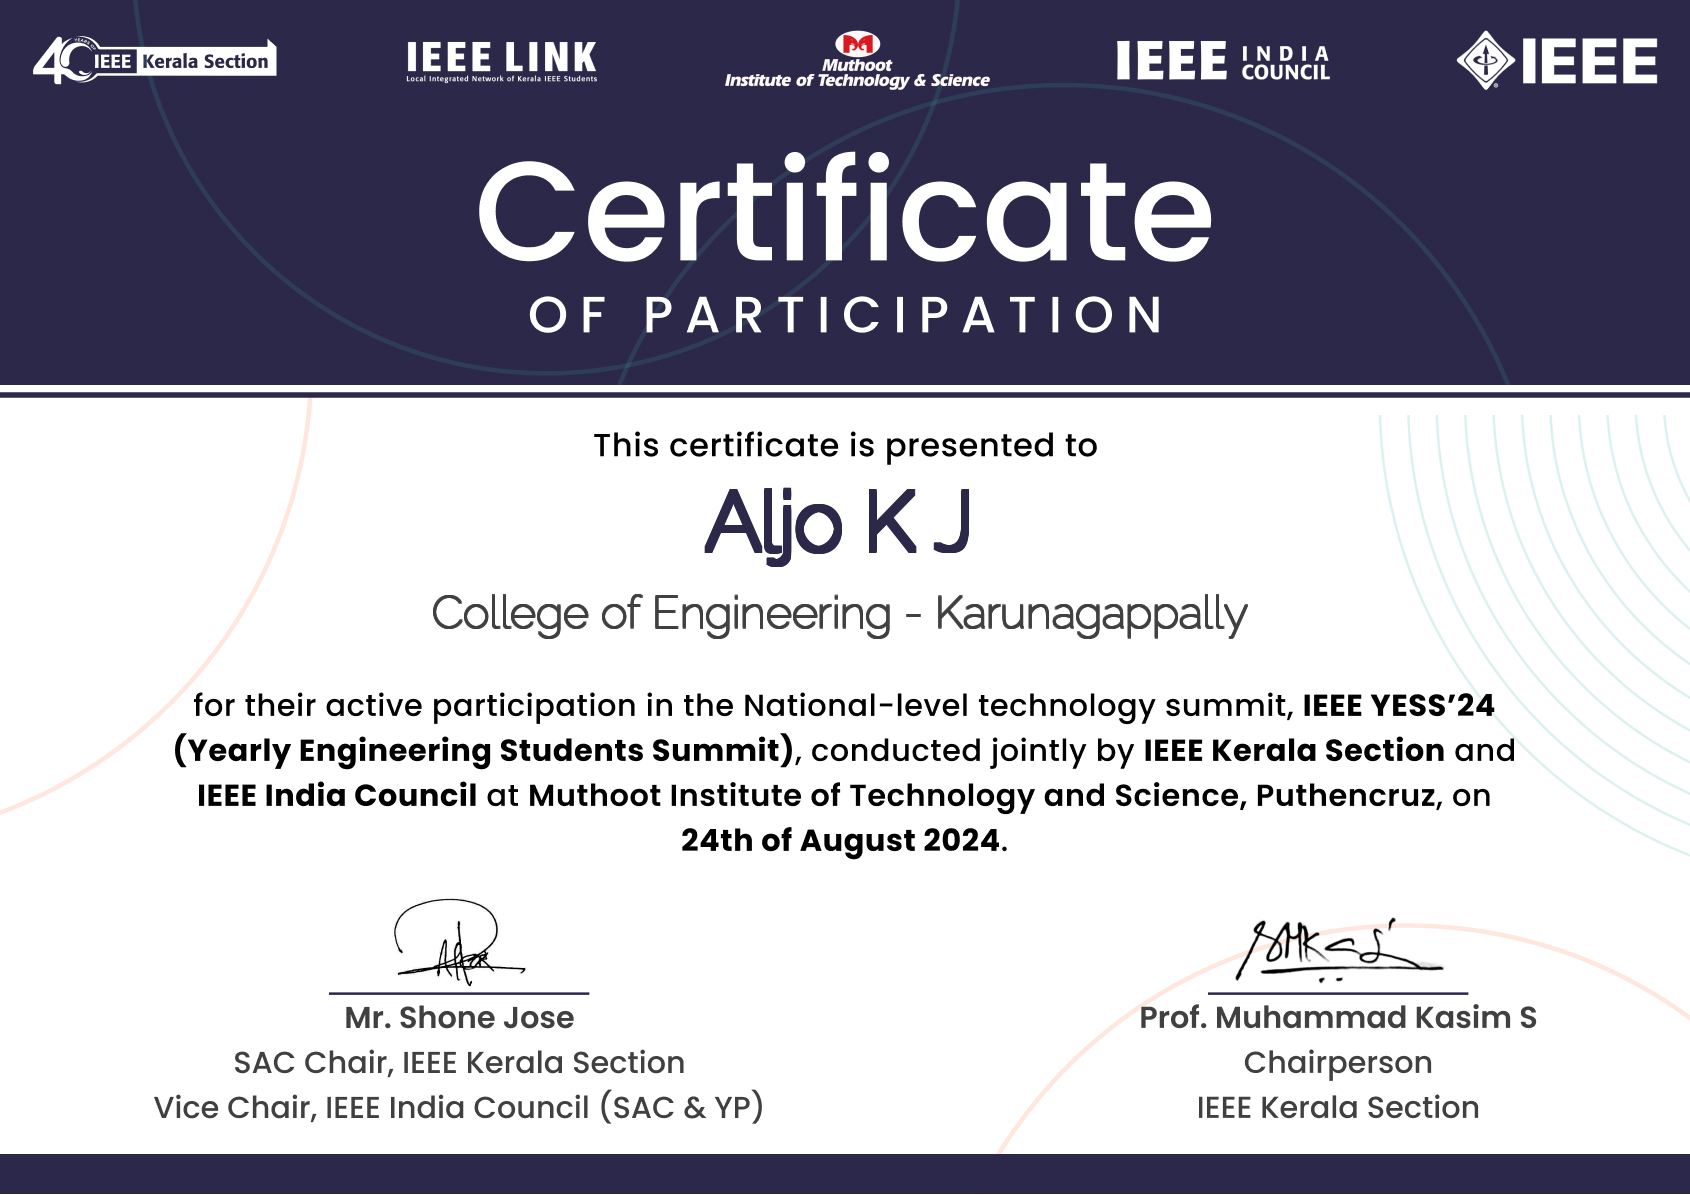 40 YEARS OF IEEE Kerala Section
IEEE LINK
Local Integrated Network of Kerala IEEE Students
Muthoot
Institute of Technology & Science
IEEE INDIA COUNCIL
IEEE
Certificate
OF PARTICIPATION
This certificate is presented to
Aljo K J
College of Engineering - Karunagappally
for their active participation in the National-level technology summit, IEEE YESS’24
(Yearly Engineering Students Summit), conducted jointly by IEEE Kerala Section and
IEEE India Council at Muthoot Institute of Technology and Science, Puthencruz, on
24th of August 2024.
Mr. Shone Jose
SAC Chair, IEEE Kerala Section
Vice Chair, IEEE India Council (SAC & YP)
Prof. Muhammad Kasim S
Chairperson
IEEE Kerala Section